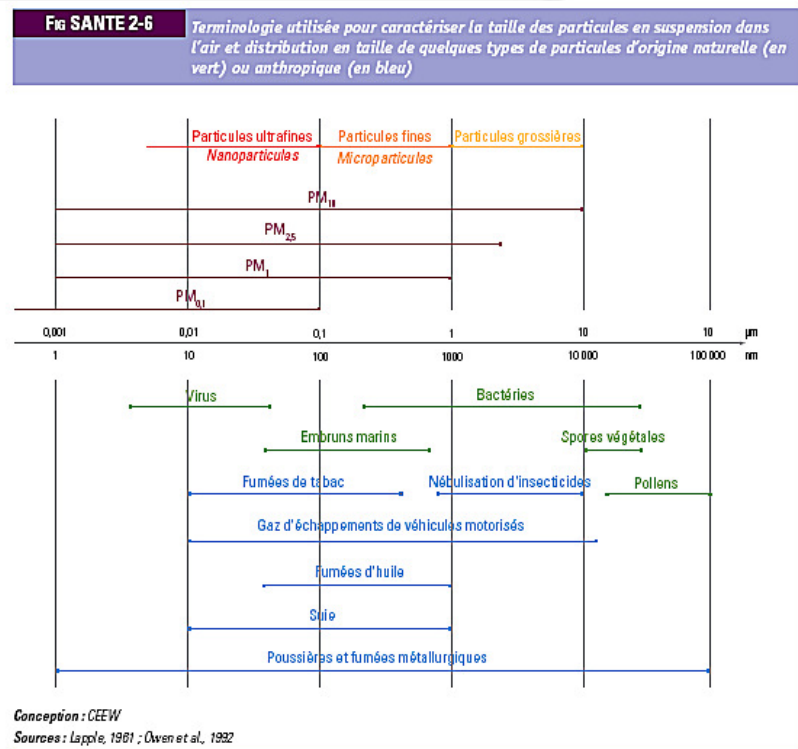 FIG SANTE 2-6
Terminologie utilisée pour caractériser la taille des particules en suspension dans
l'air et distribution en taille de quelques types de particules d'origine naturelle (en
vert) ou anthropique (en bleu)
Particules ultrafines
Particules fines
Particules grossières
Nanoparticules
Microparticules
PM10
PM2,5
PM1
PM0,1
0,001 0,01 0,1 1 10 10 µm
1 10 100 1000 10 000 100 000 nm
Virus
Bactéries
Embruns marins
Spores végétales
Fumées de tabac
Nébulisation d'insecticides
Pollens
Gaz d'échappements de véhicules motorisés
Fumées d'huile
Suie
Poussières et fumées métallurgiques
Conception : CEEW
Sources : Lapple, 1961 ; Owen et al., 1992